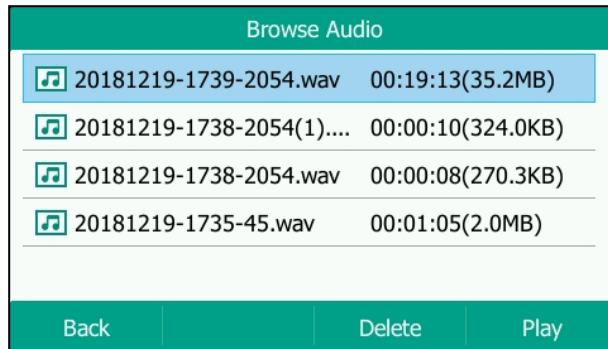 Browse Audio
20181219-1739-2054.wav 00:19:13(35.2MB)
20181219-1738-2054(1).... 00:00:10(324.0KB)
20181219-1738-2054.wav 00:00:08(270.3KB)
20181219-1735-45.wav 00:01:05(2.0MB)
Back Delete Play